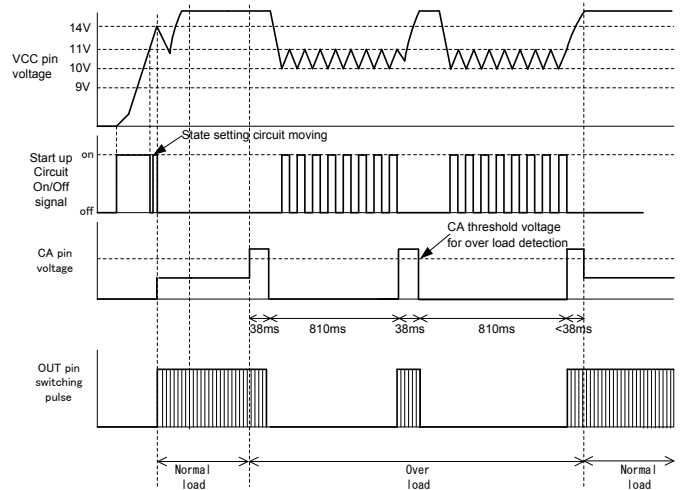 14V
11V
10V
9V
VCC pin
voltage
State setting circuit moving
Start up
Circuit
On/Off
signal
on
off
CA threshold voltage
for over load detection
CA pin
voltage
38ms
810ms
38ms
810ms
<38ms
OUT pin
switching
pulse
Normal
load
Over
load
Normal
load